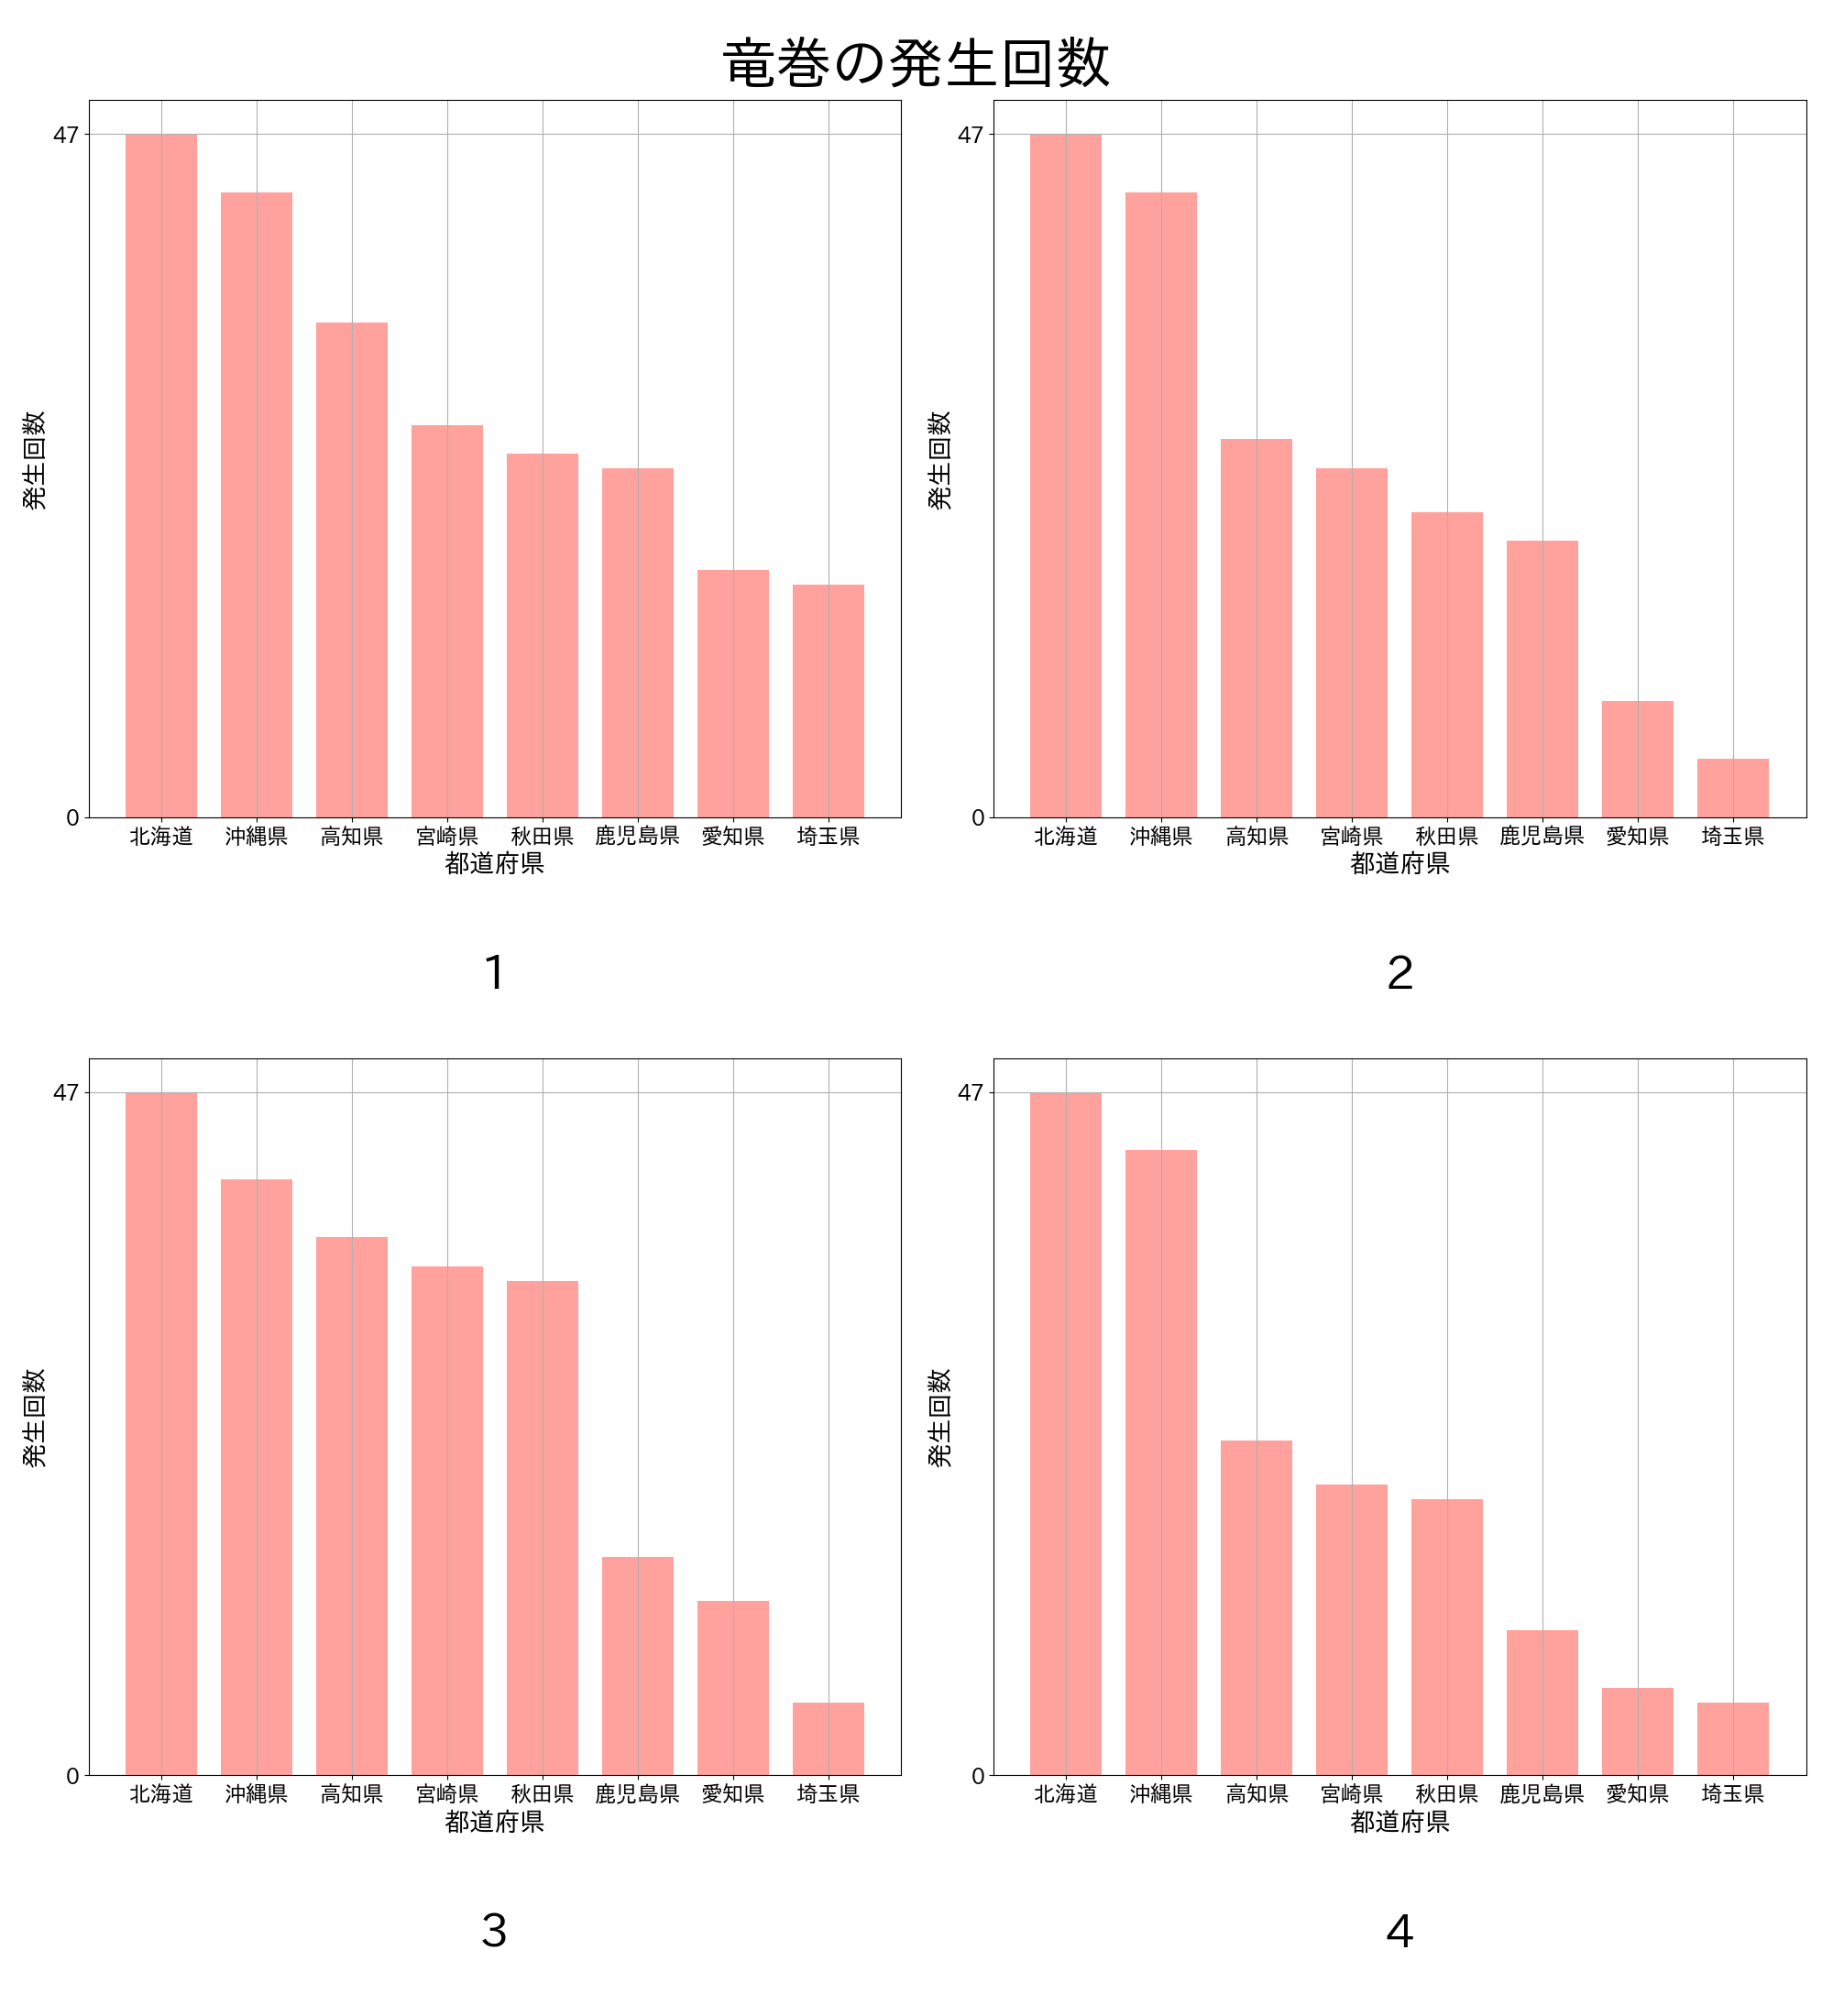 竜巻の発生回数
47
0
発生回数
北海道 沖縄県 高知県 宮崎県 秋田県 鹿児島県 愛知県 埼玉県
都道府県
1
47
0
発生回数
北海道 沖縄県 高知県 宮崎県 秋田県 鹿児島県 愛知県 埼玉県
都道府県
2
47
0
発生回数
北海道 沖縄県 高知県 宮崎県 秋田県 鹿児島県 愛知県 埼玉県
都道府県
3
47
0
発生回数
北海道 沖縄県 高知県 宮崎県 秋田県 鹿児島県 愛知県 埼玉県
都道府県
4